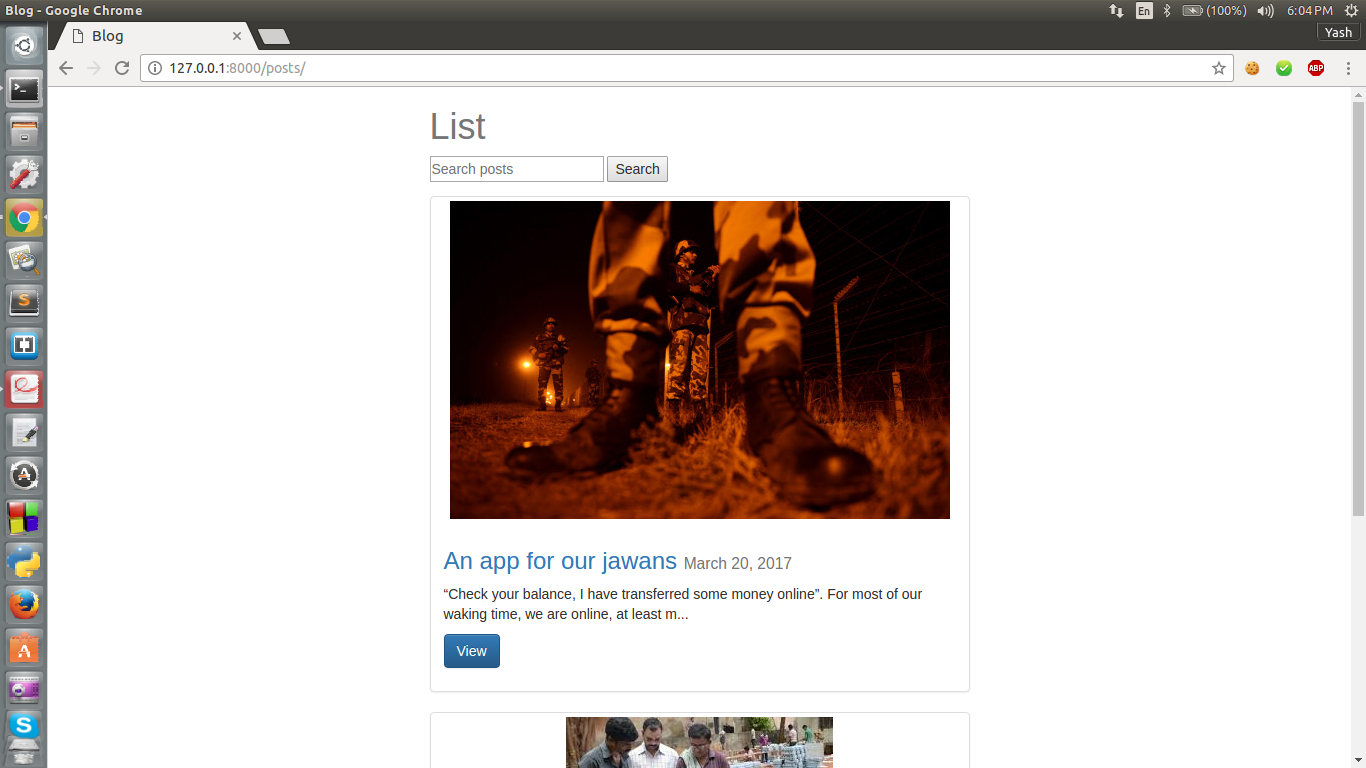 Blog - Google Chrome
En
(100%)
6:04 PM
Blog
Yash
127.0.0.1:8000/posts/
ABP
List
Search posts
Search
An app for our jawans March 20, 2017
“Check your balance, I have transferred some money online”. For most of our
waking time, we are online, at least m...
View